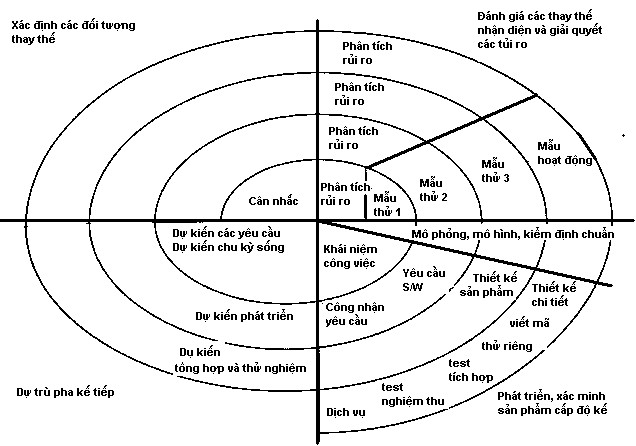 Xác định các đối tượng
thay thế
Đánh giá các thay thế
nhận diện và giải quyết
các tủi ro
Phân tích
rủi ro
Phân tích
rủi ro
Phân tích
rủi ro
Phân tích
rủi ro
Cân nhắc
Mẫu
thử 1
Mẫu
thử 2
Mẫu
thử 3
Mẫu
hoạt động
Dự kiến các yêu cầu
Dự kiến chu kỳ sống
Mô phỏng, mô hình, kiểm định chuẩn
Khái niệm
công việc
Yêu cầu
S/W
Thiết kế
sản phẩm
Thiết kế
chi tiết
Dự kiến phát triển
Công nhận
yêu cầu
viết mã
thử riêng
Dụ kiến
tông hợp và thử nghiệm
test
tích hợp
test
nghiệm thu
Dịch vụ
Dự trù pha kế tiếp
Phát triển, xác minh
sản phẩm cấp độ kế